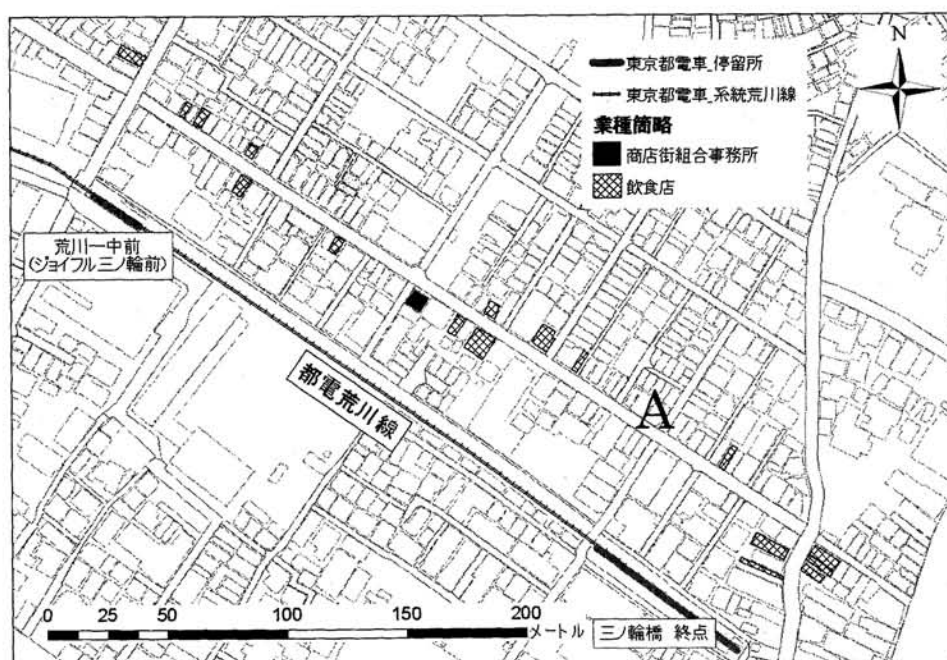 N
東京都電車_停留所
東京都電車_系統荒川線
業種簡略
商店街組合事務所
飲食店
荒川一中前
(ジョイフル三ノ輪前)
都電荒川線
A
0 25 50 100 150 200
メートル
三ノ輪橋 終点